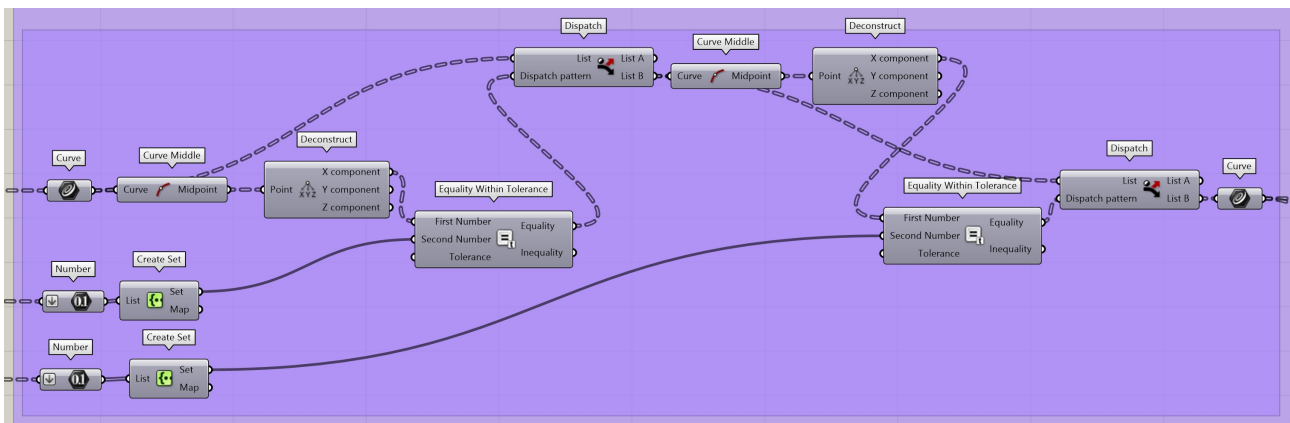 Dispatch
List
List A
Dispatch pattern
List B
Curve Middle
Curve
Midpoint
Deconstruct
Point
XYZ
X component
Y component
Z component
Curve
Curve Middle
Curve
Midpoint
Deconstruct
Point
XYZ
X component
Y component
Z component
Equality Within Tolerance
First Number
Second Number
Tolerance
Equality
Inequality
Equality Within Tolerance
First Number
Second Number
Tolerance
Equality
Inequality
Dispatch
List
List A
Dispatch pattern
List B
Curve
Number
0.1
Create Set
List
Set
Map
Number
0.1
Create Set
List
Set
Map